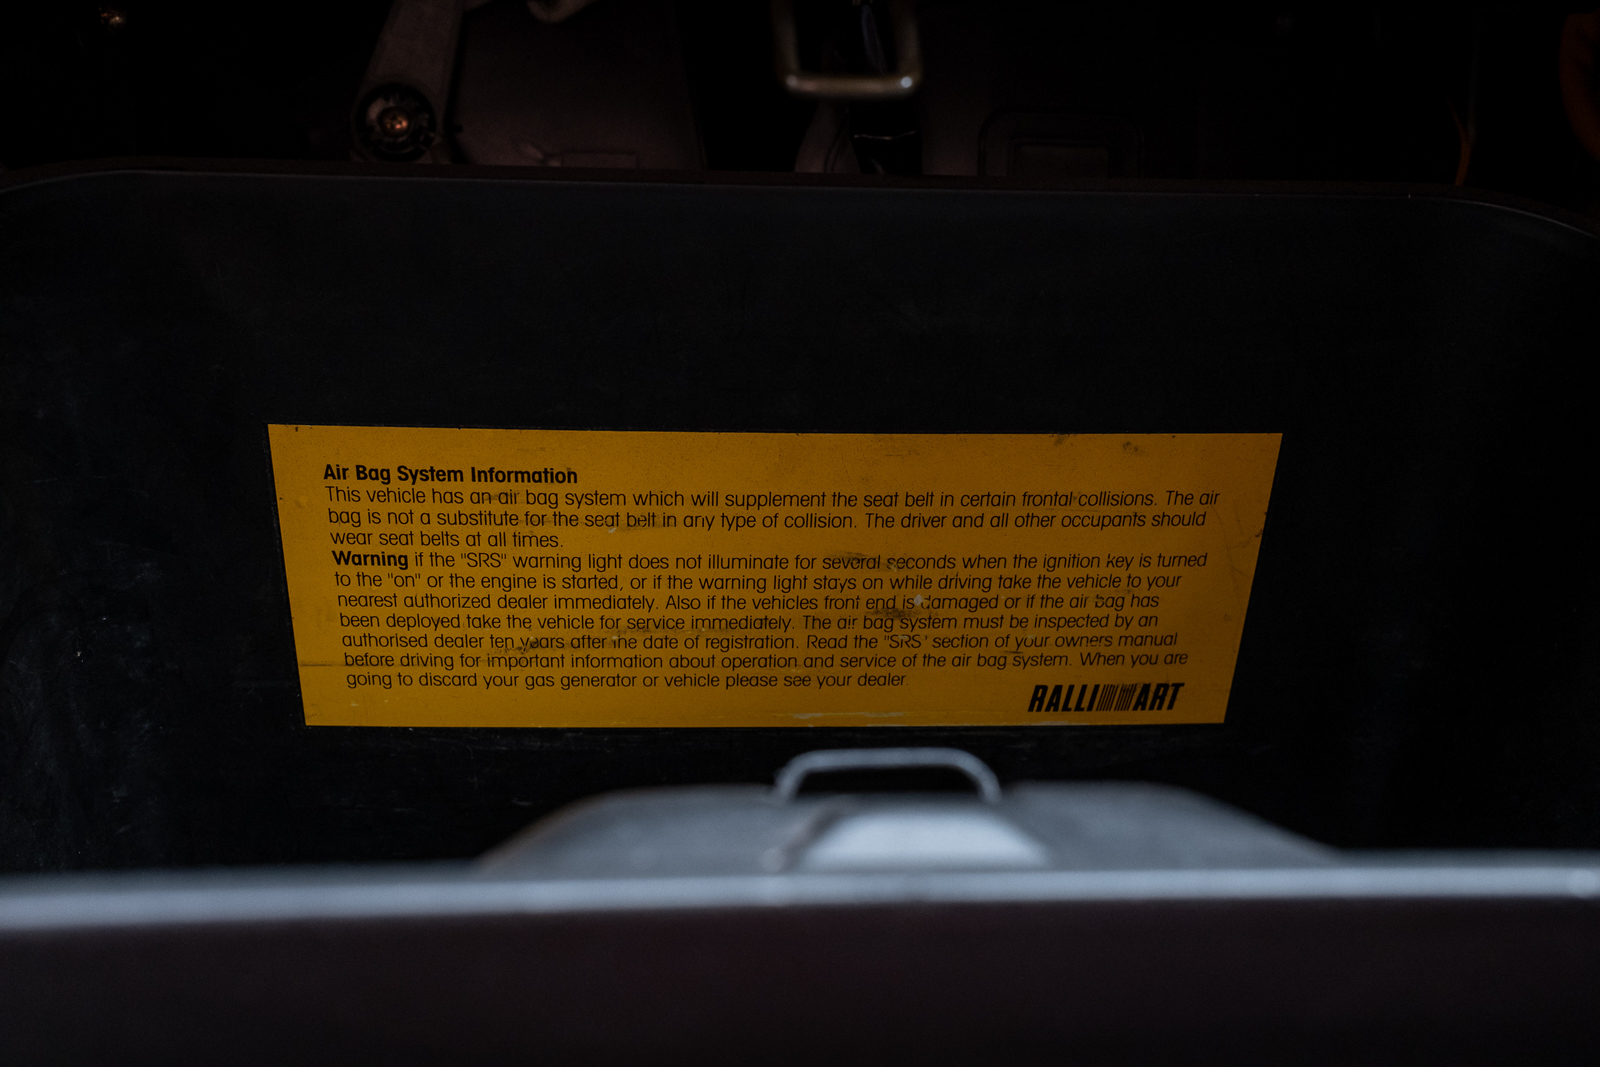 Air Bag System Information
This vehicle has an air bag system which will supplement the seat belt in certain frontal collisions. The air
bag is not a substitute for the seat belt in any type of collision. The driver and all other occupants should
wear seat belts at all times.
Warning if the "SRS" warning light does not illuminate for several seconds when the ignition key is turned
to the "on" or the engine is started, or if the warning light stays on while driving take the vehicle to your
nearest authorized dealer immediately. Also if the vehicles front end is damaged or if the air bag has
been deployed take the vehicle for service immediately. The air bag system must be inspected by an
authorised dealer ten years after the date of registration. Read the "SRS" section of your owners manual
before driving for important information about operation and service of the air bag system. When you are
going to discard your gas generator or vehicle please see your dealer.
RALLI ART